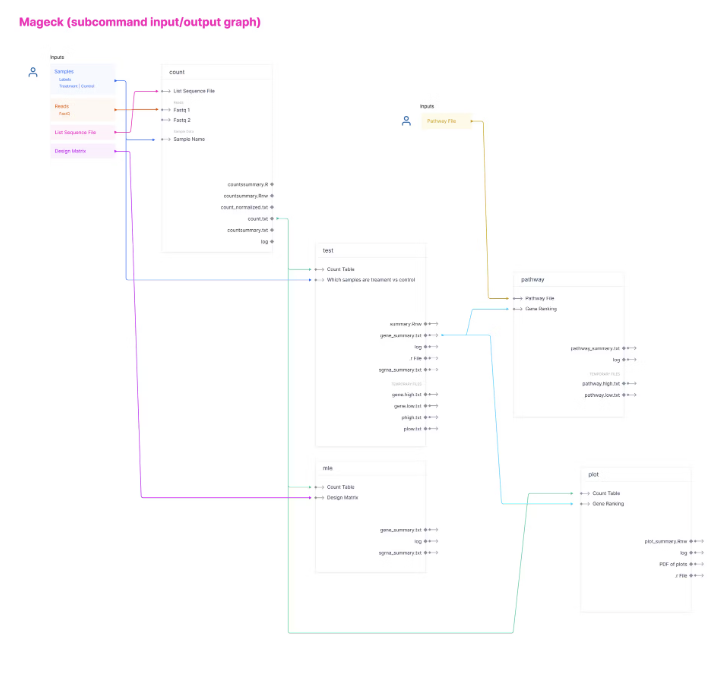 Mageck (subcommand input/output graph)
Inputs
Samples
Labels
Treatment | Control
Reads
FastQ
List Sequence File
Design Matrix
count
List Sequence File
Fastq 1
Fastq 2
Sample Name
countsummary.R
countsummary.Rnw
count_normalized.txt
count.txt
countsummary.txt
log
Inputs
Pathway File
test
Count Table
Which samples are treament vs control
summary.Rnw
gene_summary.txt
log
r File
sgrna_summary.txt
TEMPORARY FILES
gene.high.txt
gene.low.txt
phigh.txt
plow.txt
pathway
Pathway File
Gene Ranking
pathway_summary.txt
log
TEMPORARY FILES
pathway.high.txt
pathway.low.txt
mle
Count Table
Design Matrix
gene_summary.txt
log
sgrna_summary.txt
plot
Count Table
Gene Ranking
plot_summary.Rnw
log
PDF of plots
r File